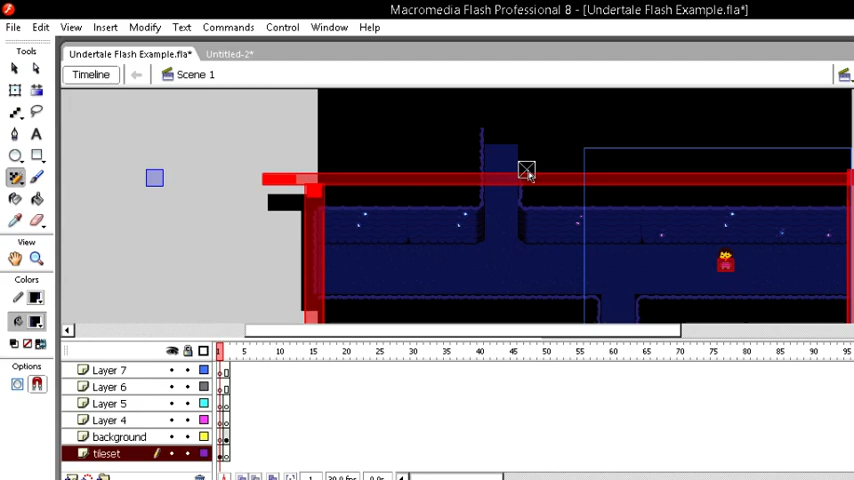 Macromedia Flash Professional 8 - [Undertale Flash Example.fla*]
File Edit View Insert Modify Text Commands Control Window Help
Tools
Undertale Flash Example.fla* Untitled-2*
Timeline Scene 1
View
Colors
Options
1 5 10 15 20 25 30 35 40 45 50 55 60 65 70 75 80 85 90 95
Layer 7
Layer 6
Layer 5
Layer 4
background
tileset
1 30.0 fps 0.0s